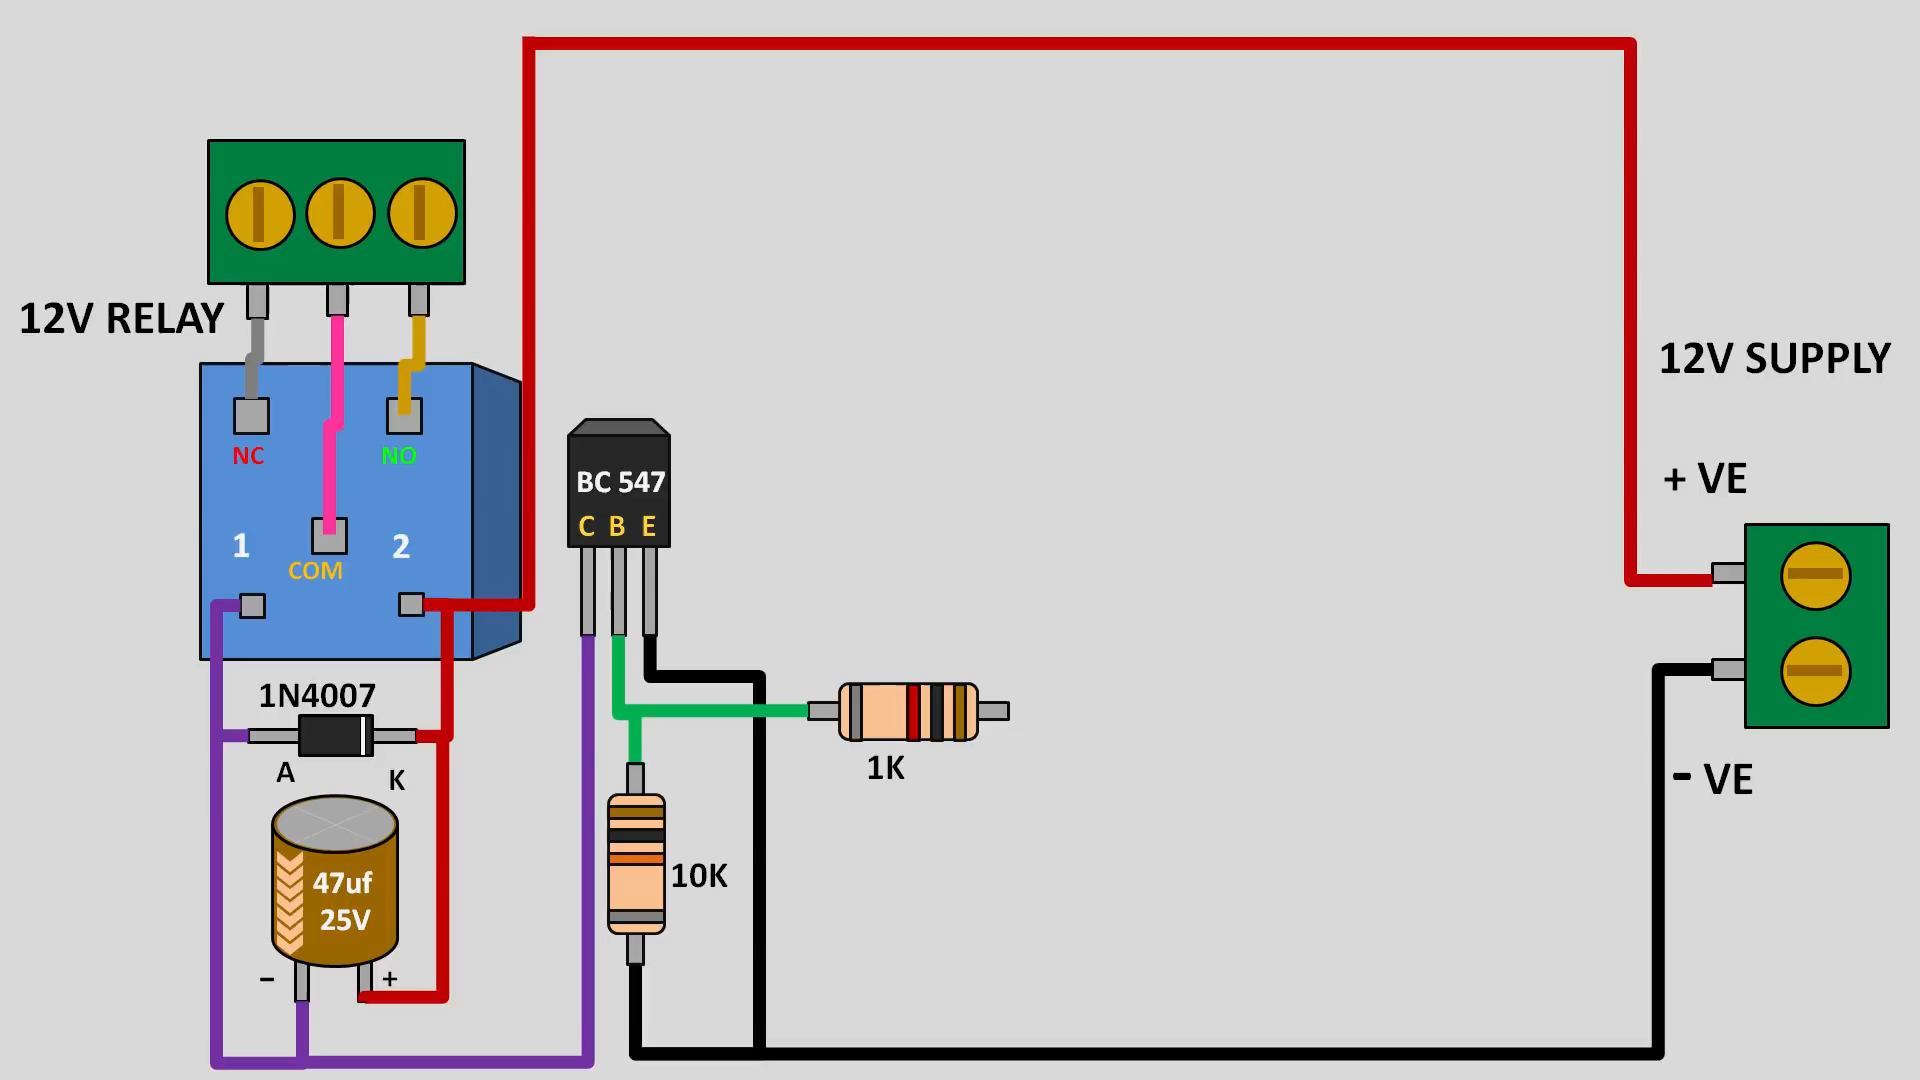 12V RELAY
NC
NO
1
2
COM
BC 547
C B E
12V SUPPLY
+ VE
- VE
1N4007
A
K
47uf
25V
-
+
1K
10K